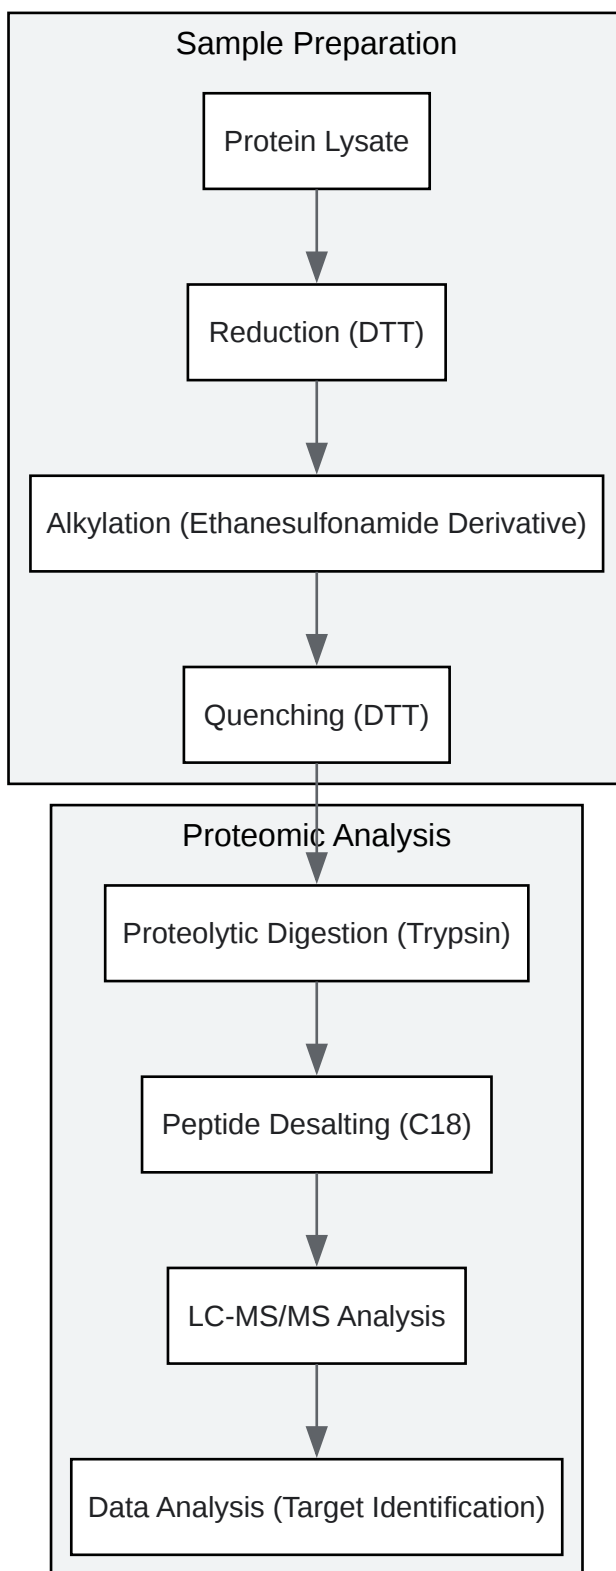 Sample Preparation
Protein Lysate
Reduction (DTT)
Alkylation (Ethanesulfonamide Derivative)
Quenching (DTT)
Proteomic Analysis
Proteolytic Digestion (Trypsin)
Peptide Desalting (C18)
LC-MS/MS Analysis
Data Analysis (Target Identification)